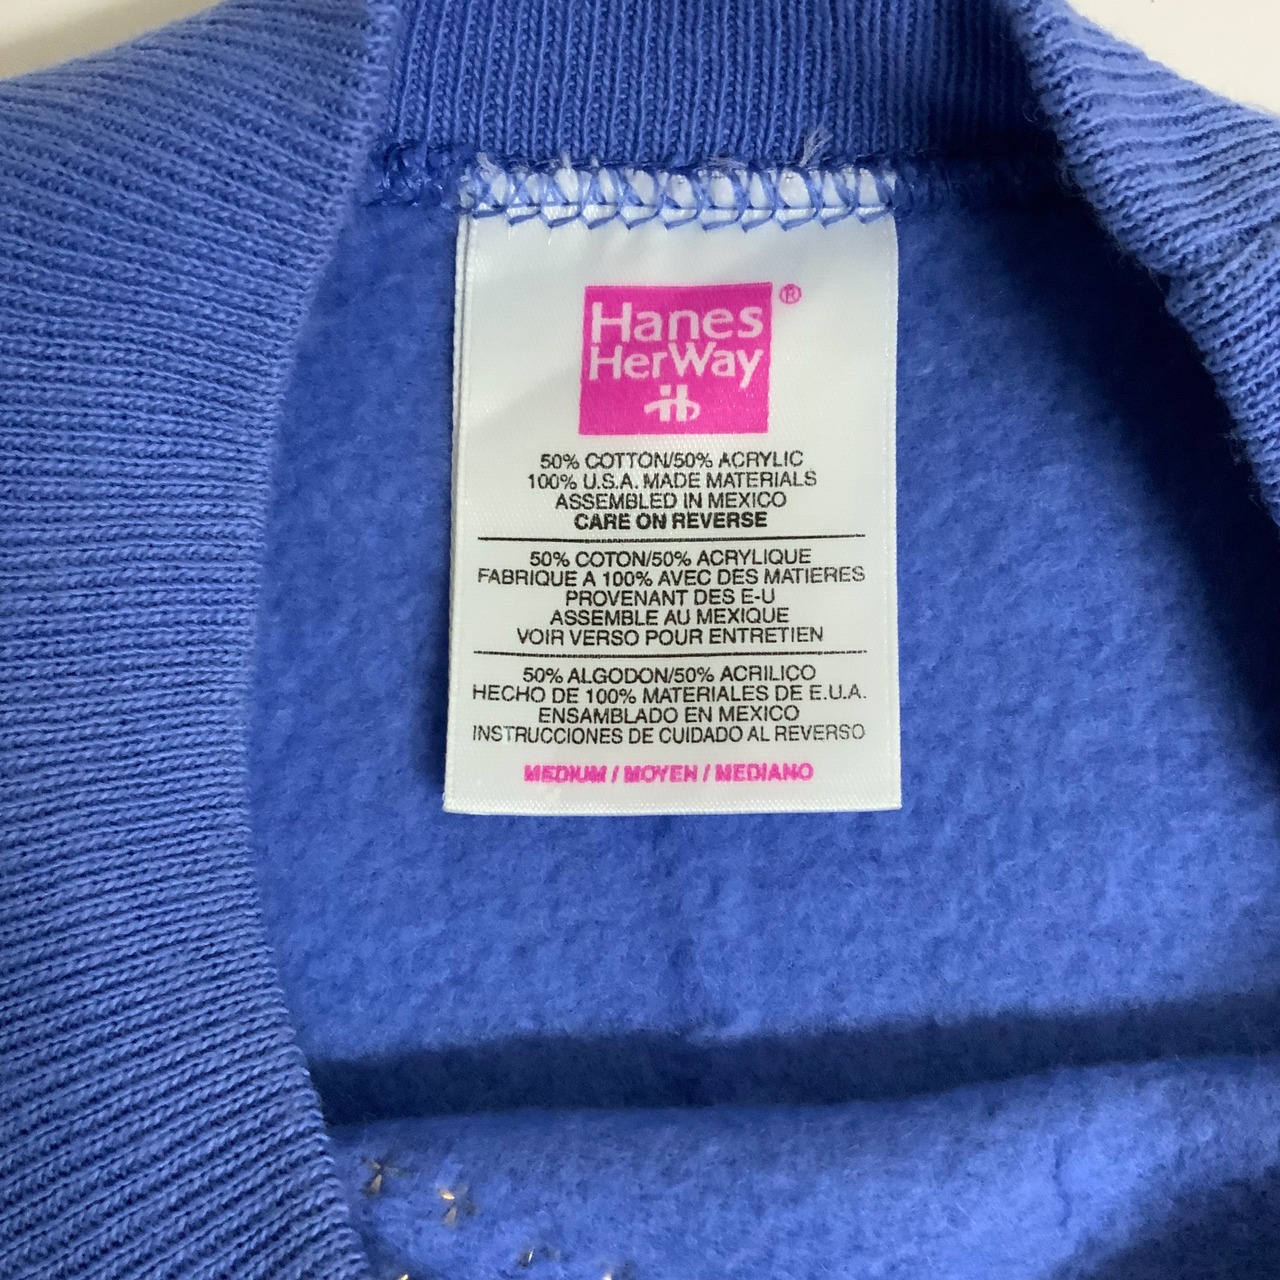 Hanes®
HerWay
50% COTTON/50% ACRYLIC
100% U.S.A. MADE MATERIALS
ASSEMBLED IN MEXICO
CARE ON REVERSE
50% COTON/50% ACRYLIQUE
FABRIQUE A 100% AVEC DES MATIERES
PROVENANT DES E-U
ASSEMBLE AU MEXIQUE
VOIR VERSO POUR ENTRETIEN
50% ALGODON/50% ACRILICO
HECHO DE 100% MATERIALES DE E.U.A.
ENSAMBLADO EN MEXICO
INSTRUCCIONES DE CUIDADO AL REVERSO
MEDIUM / MOYEN / MEDIANO